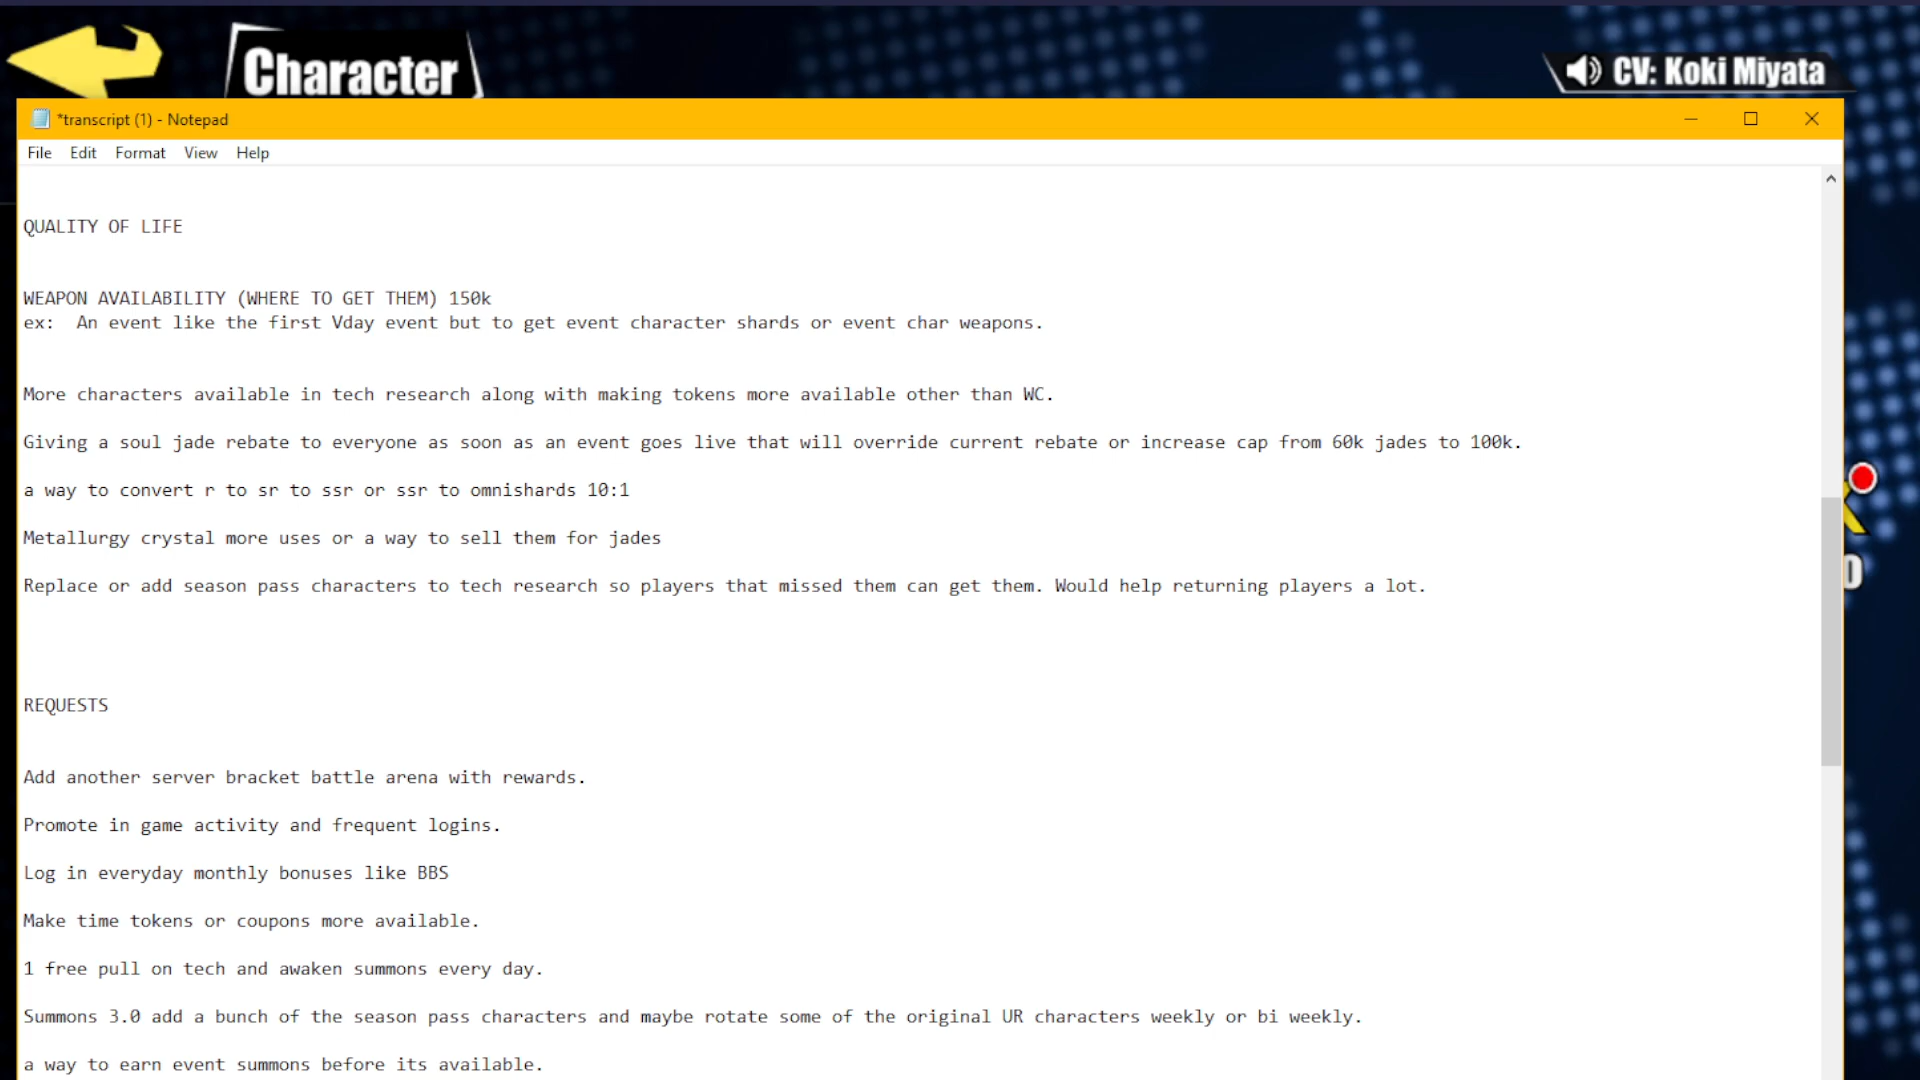 Character
CV: Koki Miyata
*transcript (1) - Notepad
File Edit Format View Help
QUALITY OF LIFE
WEAPON AVAILABILITY (WHERE TO GET THEM) 150k
ex:  An event like the first Vday event but to get event character shards or event char weapons.
More characters available in tech research along with making tokens more available other than WC.
Giving a soul jade rebate to everyone as soon as an event goes live that will override current rebate or increase cap from 60k jades to 100k.
a way to convert r to sr to ssr or ssr to omnishards 10:1
Metallurgy crystal more uses or a way to sell them for jades
Replace or add season pass characters to tech research so players that missed them can get them. Would help returning players a lot.
REQUESTS
Add another server bracket battle arena with rewards.
Promote in game activity and frequent logins.
Log in everyday monthly bonuses like BBS
Make time tokens or coupons more available.
1 free pull on tech and awaken summons every day.
Summons 3.0 add a bunch of the season pass characters and maybe rotate some of the original UR characters weekly or bi weekly.
a way to earn event summons before its available.